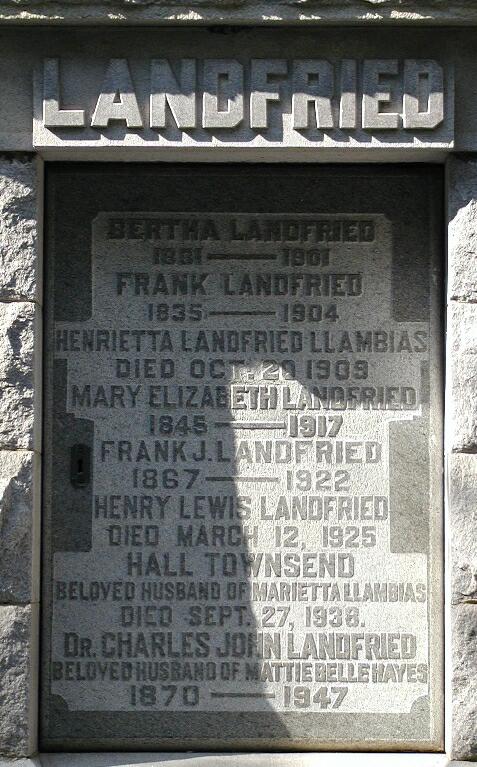 LANDFRIED
BERTHA LANDFRIED
1881 — 1901
FRANK LANDFRIED
1835 — 1904
HENRIETTA LANDFRIED LLAMBIAS
DIED OCT. 20 1909
MARY ELIZABETH LANDFRIED
1845 — 1917
FRANK J. LANDFRIED
1867 — 1922
HENRY LEWIS LANDFRIED
DIED MARCH 12, 1925
HALL TOWNSEND
BELOVED HUSBAND OF MARIETTA LLAMBIAS
DIED SEPT. 27, 1938.
DR. CHARLES JOHN LANDFRIED
BELOVED HUSBAND OF MATTIE BELLE HAYES
1870 — 1947